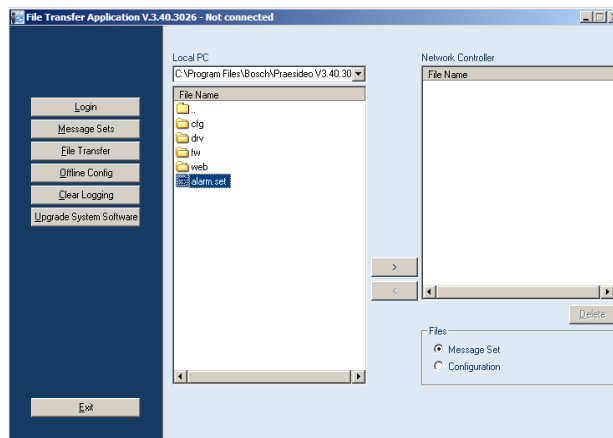 File Transfer Application V.3.40.3026 - Not connected
Login
Message Sets
File Transfer
Offline Config
Clear Logging
Upgrade System Software
Exit
Local PC
C:\Program Files\Bosch\Praesideo V3.40.30
File Name
..
cfg
drv
fw
web
alarm.set
>
<
Network Controller
File Name
Delete
Files
Message Set
Configuration